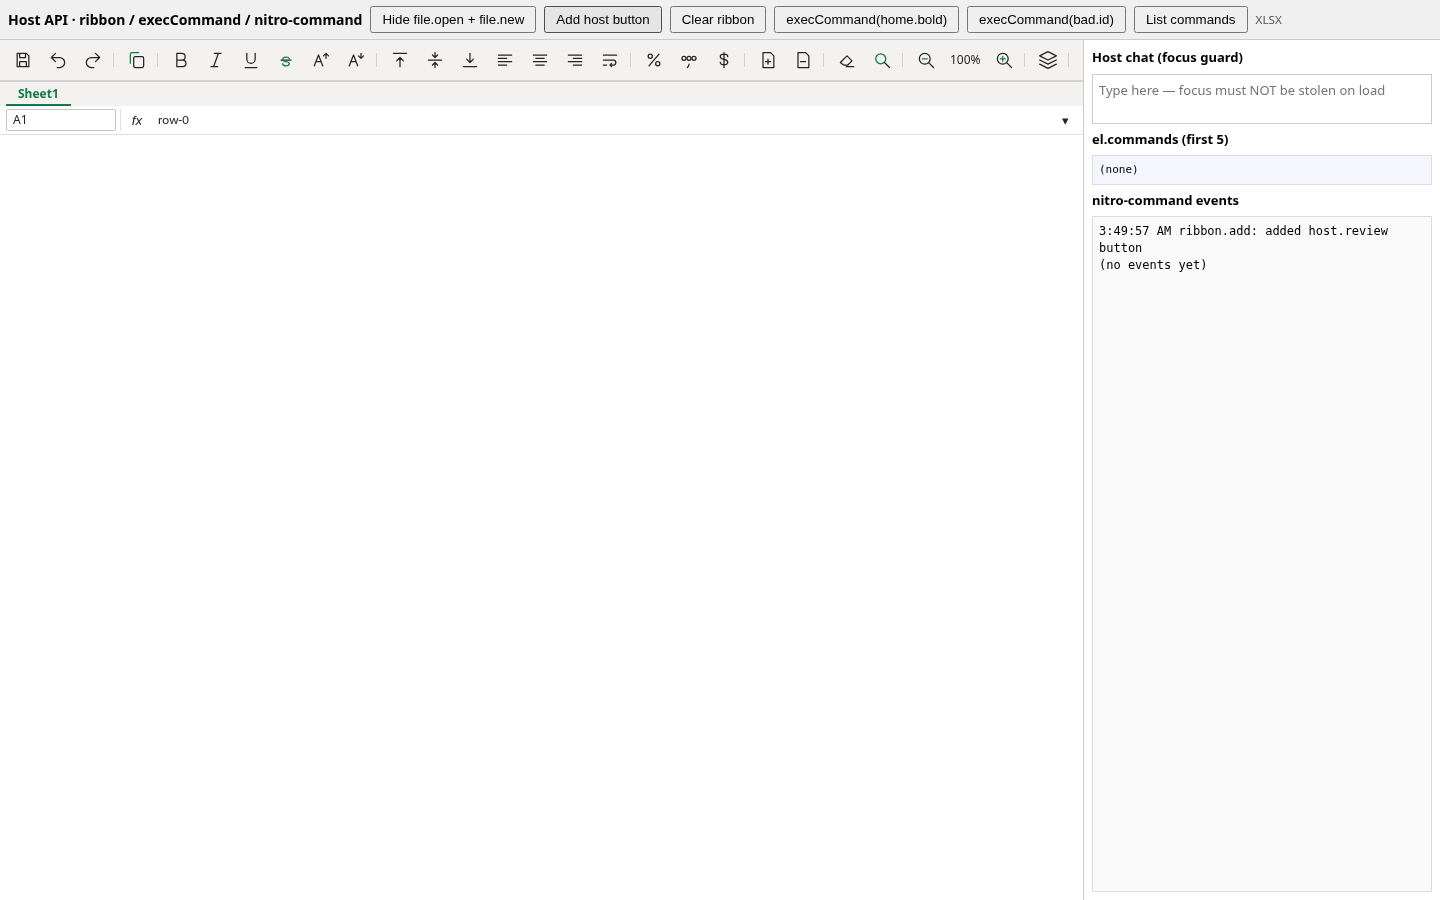 Host API · ribbon / execCommand / nitro-command
Hide file.open + file.new
Add host button
Clear ribbon
execCommand(home.bold)
execCommand(bad.id)
List commands
XLSX
100%
Sheet1
A1
fx
row-0
Host chat (focus guard)
Type here — focus must NOT be stolen on load
el.commands (first 5)
(none)
nitro-command events
3:49:57 AM ribbon.add: added host.review
button
(no events yet)